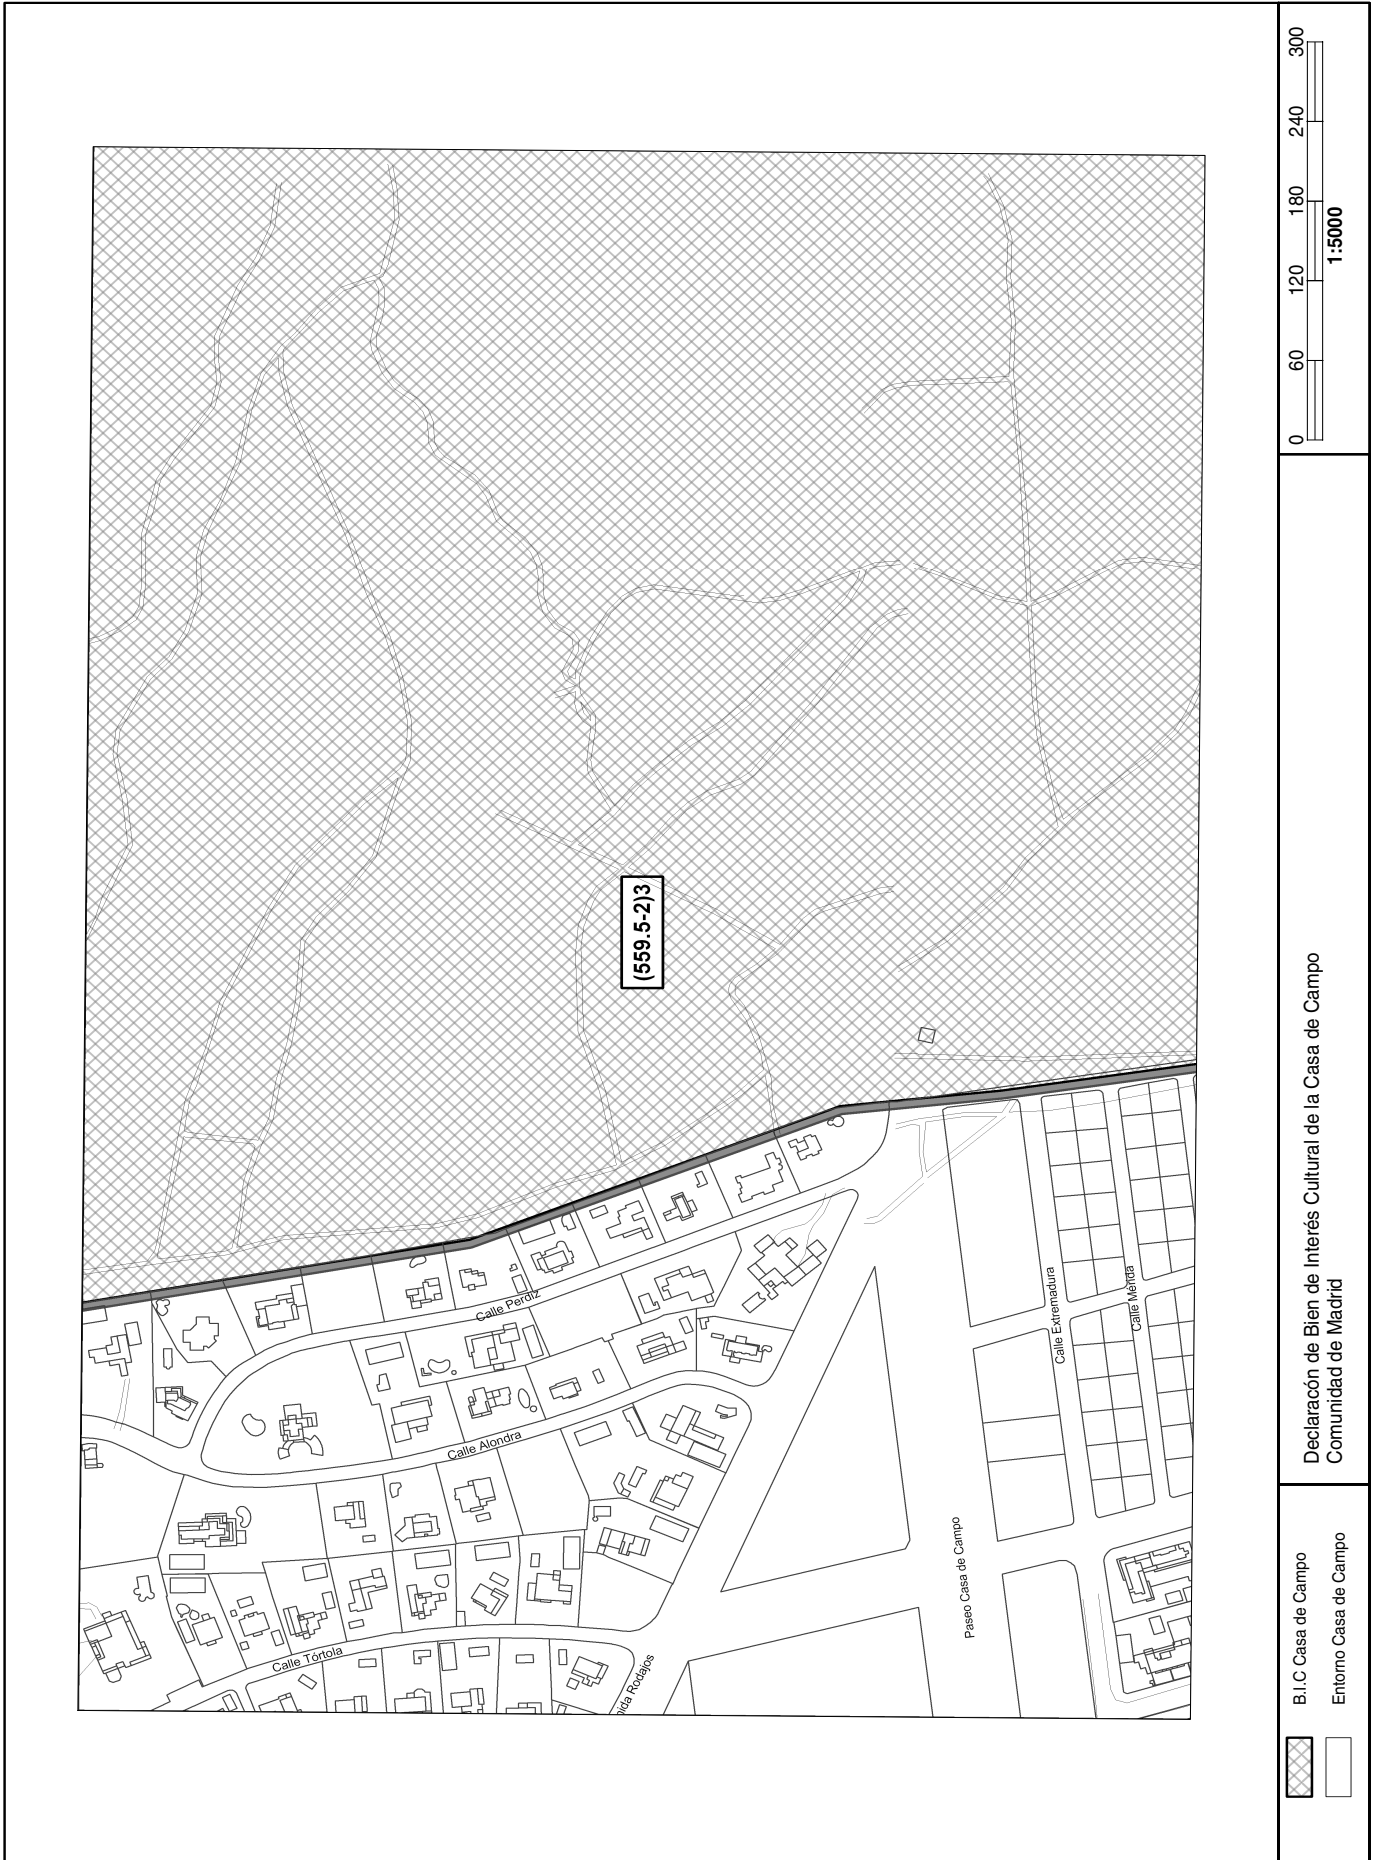 (559.5-2)3
Calle Perdiz
Calle Alondra
Calle Tórtola
nida Rodajos
Paseo Casa de Campo
Calle Extremadura
Calle Mérida
B.I.C Casa de Campo
Entorno Casa de Campo
Declaracón de Bien de Interés Cultural de la Casa de Campo
Comunidad de Madrid
0 60 120 180 240 300
1:5000